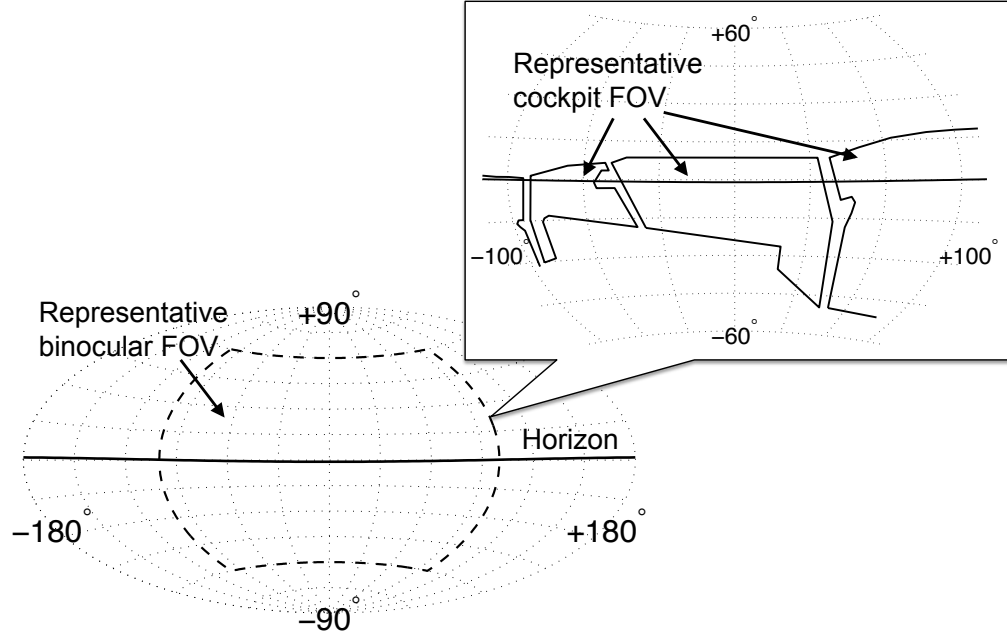 +60°
Representative
cockpit FOV
−100°
+100°
−60°
Representative
binocular FOV
+90°
Horizon
−180°
+180°
−90°